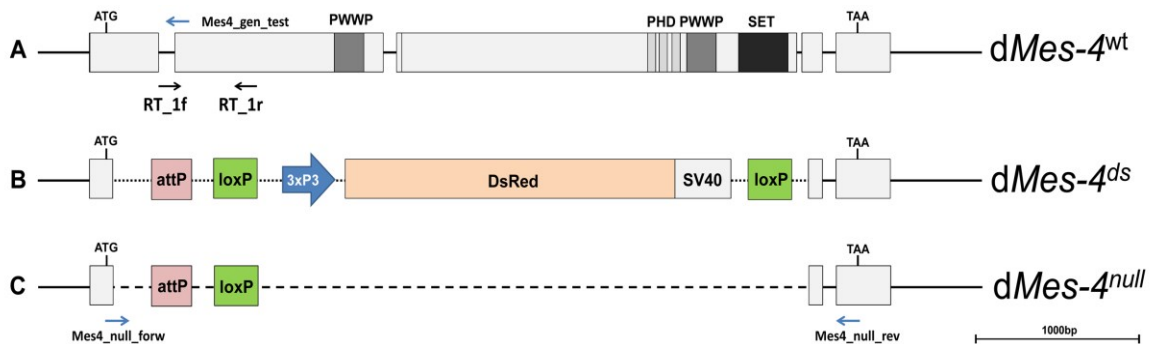 ATG Mes4_gen_test PWWP PHD PWWP SET TAA
A dMes-4wt
RT_1f RT_1r
ATG TAA
B attP loxP 3xP3 DsRed SV40 loxP dMes-4ds
ATG TAA
C attP loxP dMes-4null
Mes4_null_forw Mes4_null_rev 1000bp